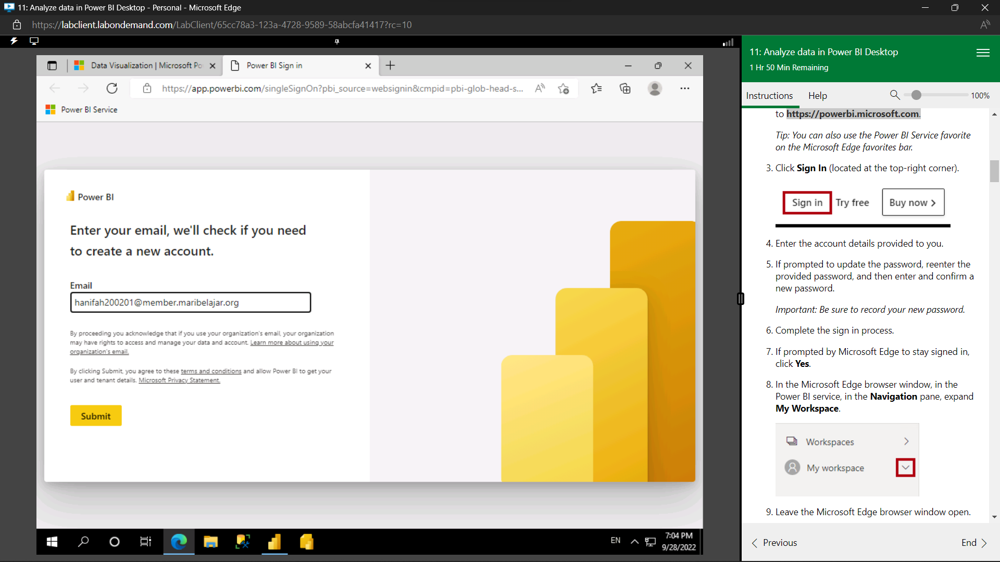 11: Analyze data in Power BI Desktop - Personal - Microsoft Edge
https://labclient.labondemand.com/LabClient/65cc78a3-123a-4728-9589-58abcfa41417?rc=10
Data Visualization | Microsoft Po
Power BI Sign in
https://app.powerbi.com/singleSignOn?pbi_source=websignin&cmpid=pbi-glob-head-s...
Power BI Service
Power BI
Enter your email, we'll check if you need
to create a new account.
Email
hanifah200201@member.maribelajar.org
By proceeding you acknowledge that if you use your organization's email, your organization
may have rights to access and manage your data and account. Learn more about using your
organization's email.
By clicking Submit, you agree to these terms and conditions and allow Power BI to get your
user and tenant details. Microsoft Privacy Statement.
Submit
EN
7:04 PM
9/28/2022
11: Analyze data in Power BI Desktop
1 Hr 50 Min Remaining
Instructions
Help
100%
to https://powerbi.microsoft.com.
Tip: You can also use the Power BI Service favorite
on the Microsoft Edge favorites bar.
3. Click Sign In (located at the top-right corner).
Sign in
Try free
Buy now >
4. Enter the account details provided to you.
5. If prompted to update the password, reenter the
provided password, and then enter and confirm a
new password.
Important: Be sure to record your new password.
6. Complete the sign in process.
7. If prompted by Microsoft Edge to stay signed in,
click Yes.
8. In the Microsoft Edge browser window, in the
Power BI service, in the Navigation pane, expand
My Workspace.
Workspaces
My workspace
9. Leave the Microsoft Edge browser window open.
Previous
End